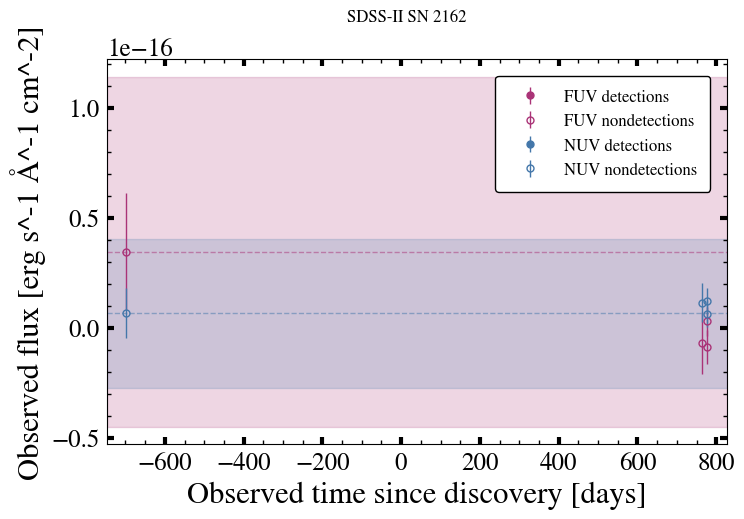 SDSS-II SN 2162
1e−16
FUV detections
FUV nondetections
NUV detections
NUV nondetections
1.0
0.5
0.0
−0.5
Observed flux [erg s^-1 Å^-1 cm^-2]
−600 −400 −200 0 200 400 600 800
Observed time since discovery [days]